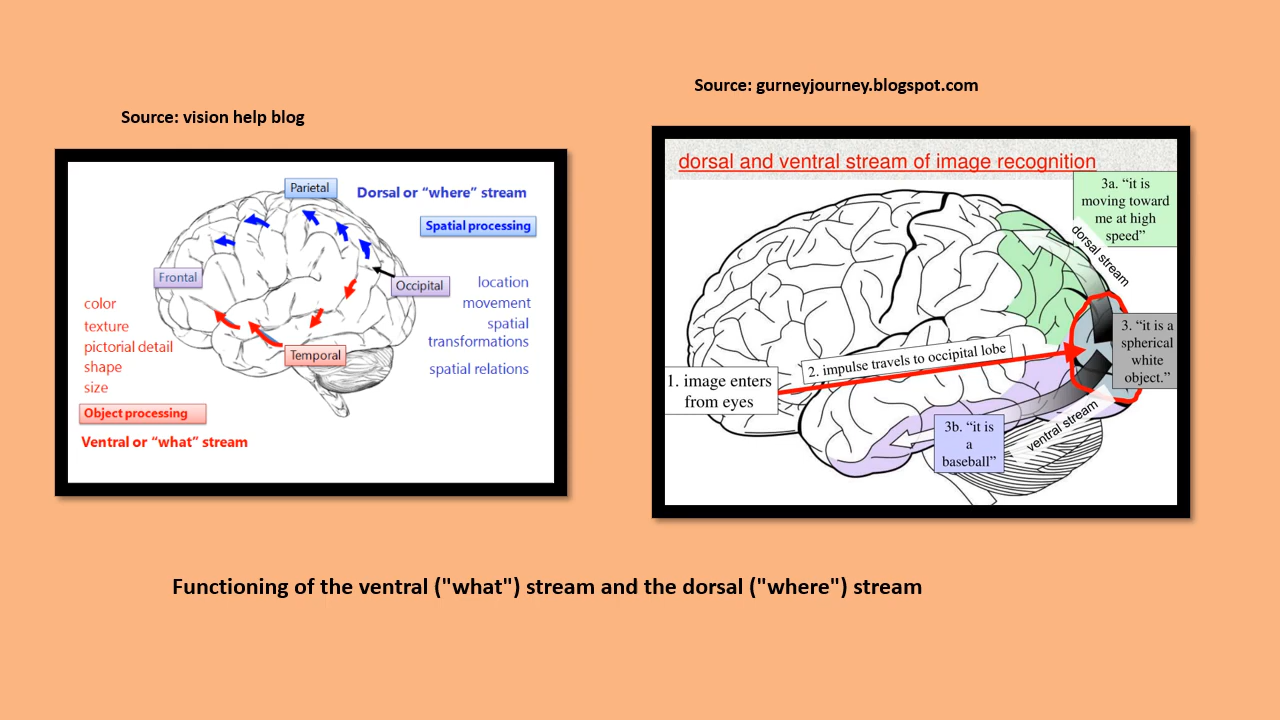 Source: vision help blog
Parietal
Dorsal or “where” stream
Spatial processing
Frontal
Occipital
location
movement
spatial
transformations
spatial relations
color
texture
pictorial detail
shape
size
Temporal
Object processing
Ventral or “what” stream
Source: gurneyjourney.blogspot.com
dorsal and ventral stream of image recognition
3a. “it is
moving toward
me at high
speed”
dorsal stream
3. “it is a
spherical
white
object.”
2. impulse travels to occipital lobe
1. image enters
from eyes
3b. “it is
a
baseball”
ventral stream
Functioning of the ventral ("what") stream and the dorsal ("where") stream